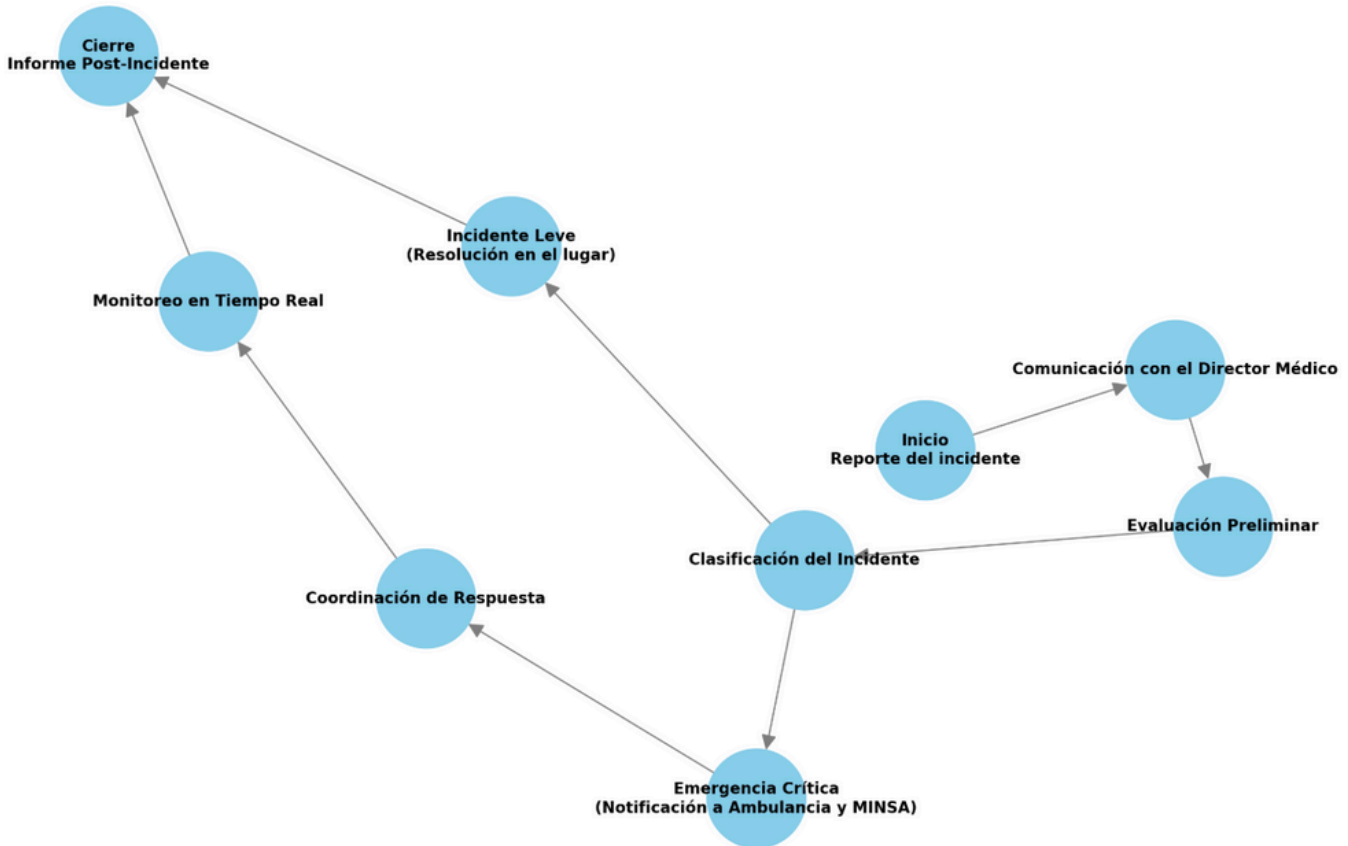 Cierre
Informe Post-Incidente
Incidente Leve
(Resolución en el lugar)
Monitoreo en Tiempo Real
Comunicación con el Director Médico
Inicio
Reporte del incidente
Evaluación Preliminar
Clasificación del Incidente
Coordinación de Respuesta
Emergencia Crítica
(Notificación a Ambulancia y MINSA)